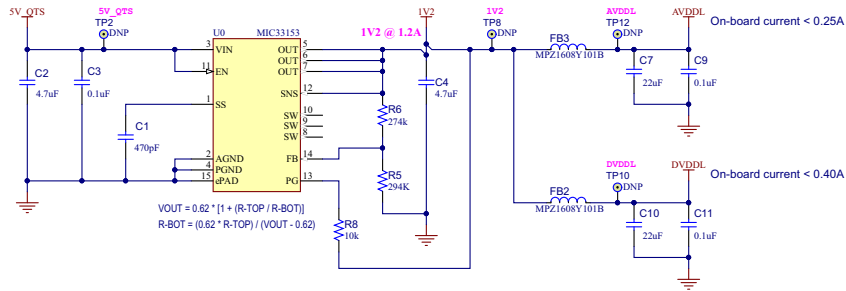 5V_QTS
5V_QTS
TP2
DNP
C2
4.7uF
C3
0.1uF
C1
470pF
U0
MIC33153
3 VIN
11 EN
1 SS
2 AGND
4 PGND
15 ePAD
OUT 5
OUT 6
OUT 7
SNS 12
SW 10
SW 9
SW 8
FB 14
PG 13
1V2 @ 1.2A
1V2
C4
4.7uF
R6
274k
R5
294K
R8
10k
VOUT = 0.62 * [1 + (R-TOP / R-BOT)]
R-BOT = (0.62 * R-TOP) / (VOUT - 0.62)
1V2
TP8
DNP
FB3
MPZ1608Y101B
AVDDL
TP12
DNP
AVDDL
On-board current < 0.25A
C7
22uF
C9
0.1uF
FB2
MPZ1608Y101B
DVDDL
TP10
DNP
DVDDL
On-board current < 0.40A
C10
22uF
C11
0.1uF